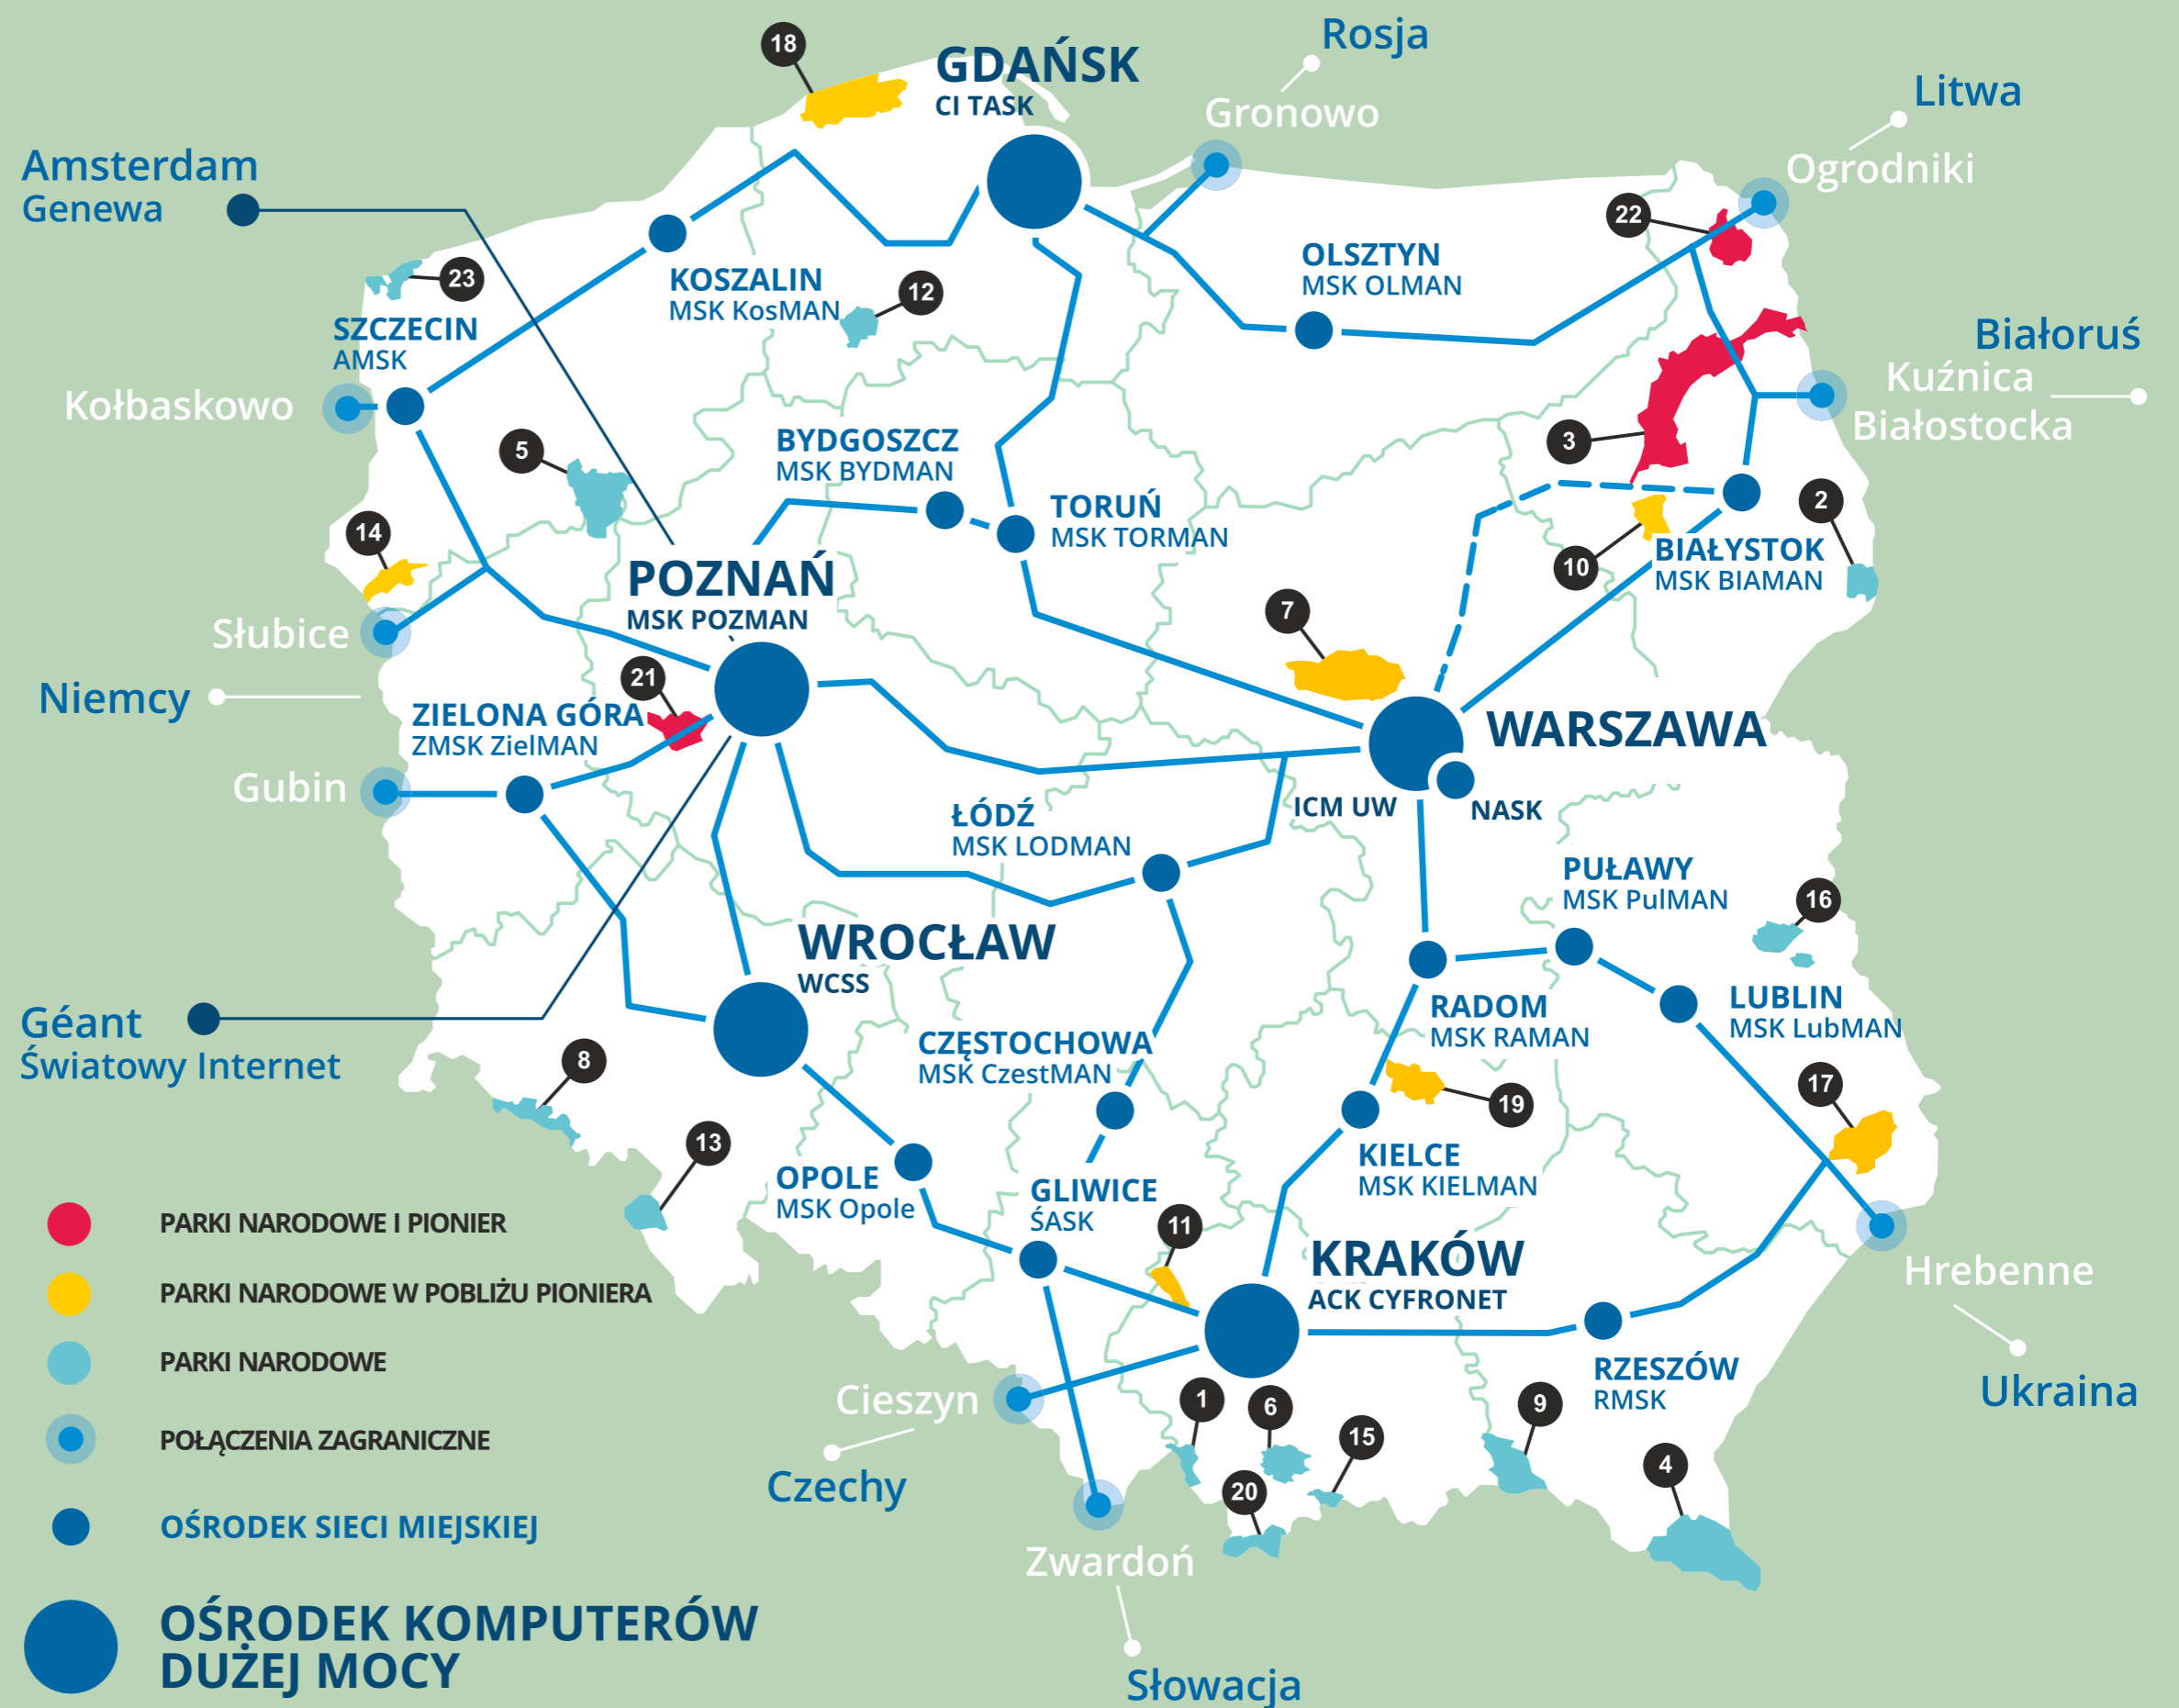 18
GDAŃSK
CI TASK
Rosja
Gronowo
Litwa
Ogrodniki
Amsterdam
Genewa
22
23
KOSZALIN
MSK KosMAN
12
OLSZTYN
MSK OLMAN
SZCZECIN
AMSK
Kołbaskowo
Białoruś
Kuźnica
Białostocka
5
BYDGOSZCZ
MSK BYDMAN
3
TORUŃ
MSK TORMAN
2
14
10
BIAŁYSTOK
MSK BIAMAN
POZNAŃ
MSK POZMAN
7
Słubice
21
Niemcy
ZIELONA GÓRA
ZMSK ZielMAN
WARSZAWA
Gubin
ICM UW
NASK
ŁÓDŹ
MSK LODMAN
PUŁAWY
MSK PulMAN
16
WROCŁAW
WCSS
LUBLIN
MSK LubMAN
RADOM
MSK RAMAN
Géant
Światowy Internet
CZĘSTOCHOWA
MSK CzestMAN
8
17
19
13
KIELCE
MSK KIELMAN
OPOLE
MSK Opole
GLIWICE
ŚASK
11
KRAKÓW
ACK CYFRONET
Hrebenne
Ukraina
RZESZÓW
RMSK
Cieszyn
Czechy
1
6
15
9
4
20
Zwardoń
Słowacja
PARKI NARODOWE I PIONIER
PARKI NARODOWE W POBLIŻU PIONIERA
PARKI NARODOWE
POŁĄCZENIA ZAGRANICZNE
OŚRODEK SIECI MIEJSKIEJ
OŚRODEK KOMPUTERÓW
DUŻEJ MOCY